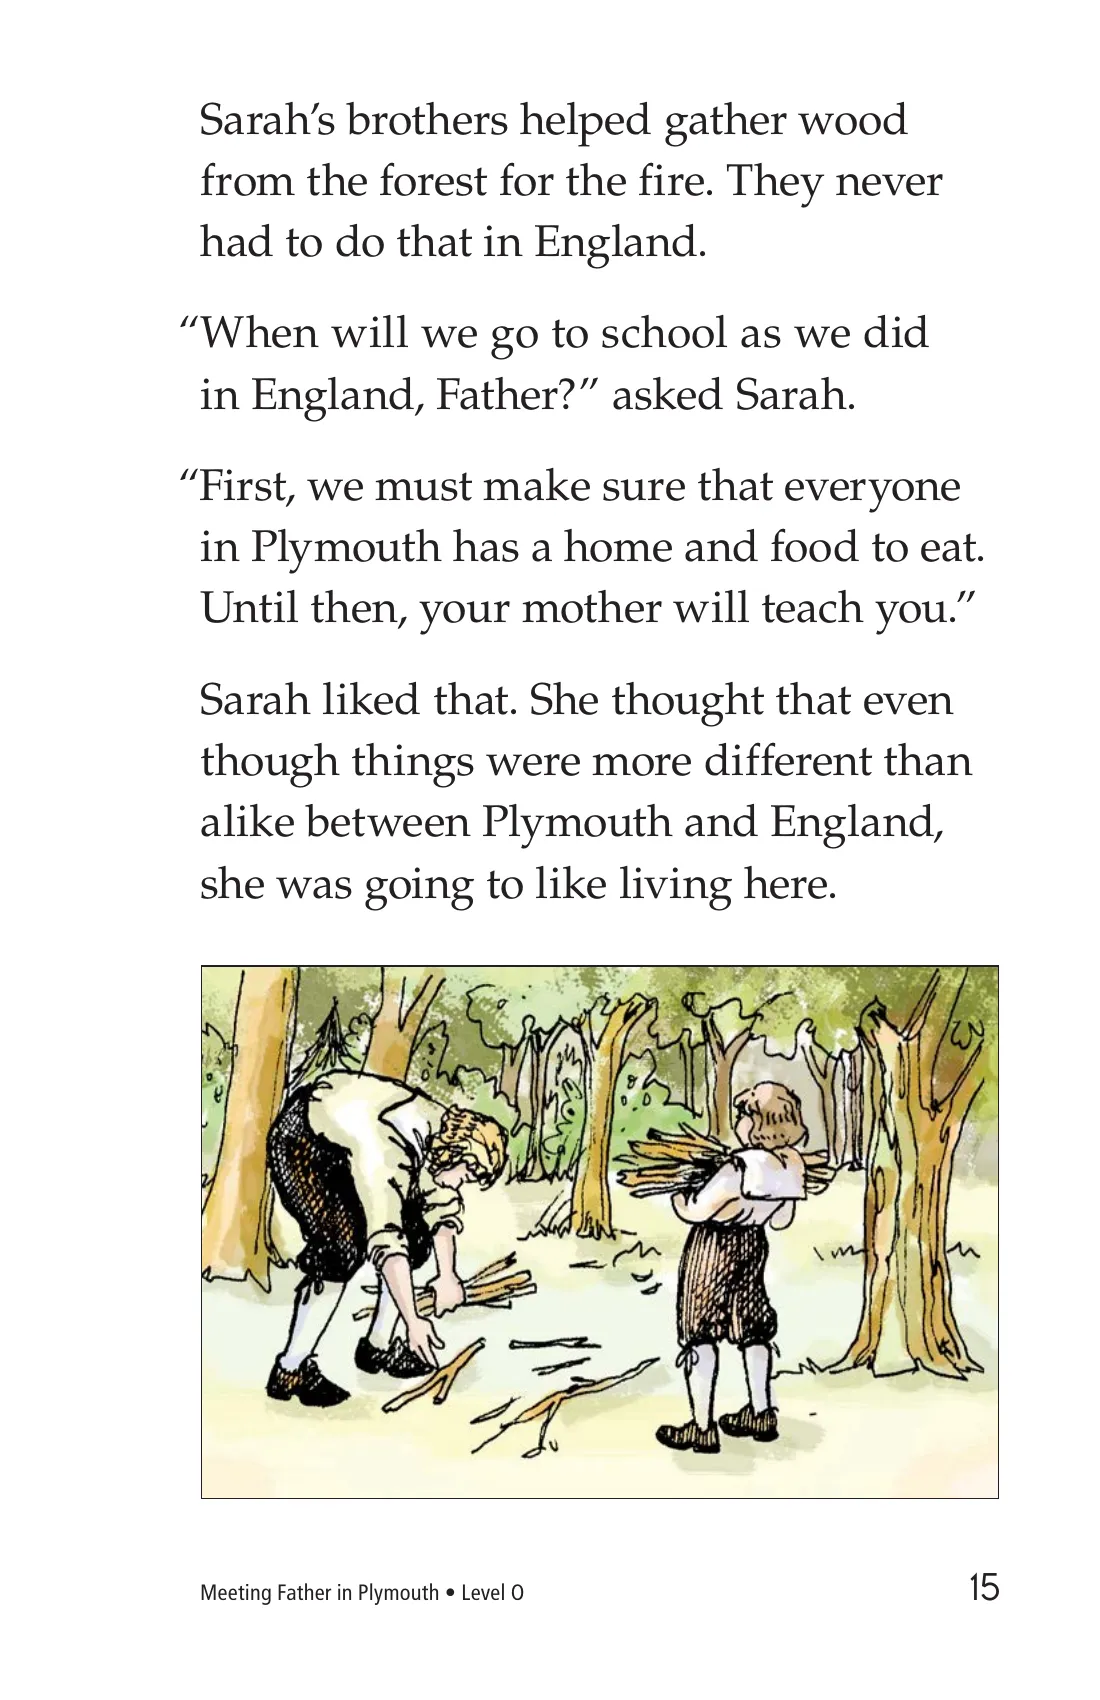 Sarah’s brothers helped gather wood
from the forest for the fire. They never
had to do that in England.
“When will we go to school as we did
in England, Father?” asked Sarah.
“First, we must make sure that everyone
in Plymouth has a home and food to eat.
Until then, your mother will teach you.”
Sarah liked that. She thought that even
though things were more different than
alike between Plymouth and England,
she was going to like living here.
Meeting Father in Plymouth • Level O
15